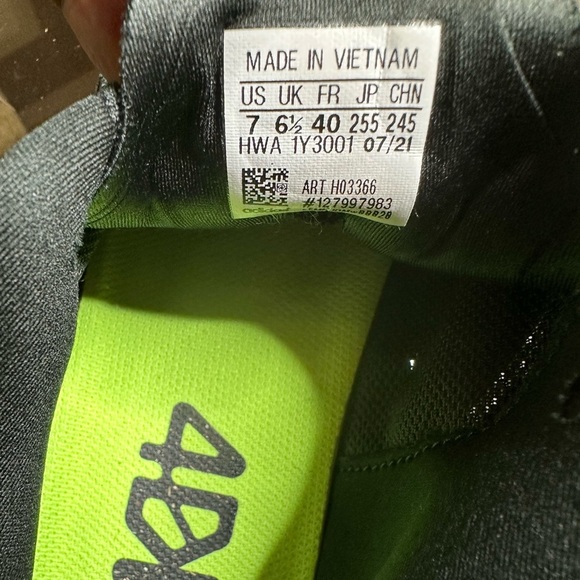 MADE IN VIETNAM
US UK FR JP CHN
7 6½ 40 255 245
HWA 1Y3001 07/21
ART H03366
#127997983